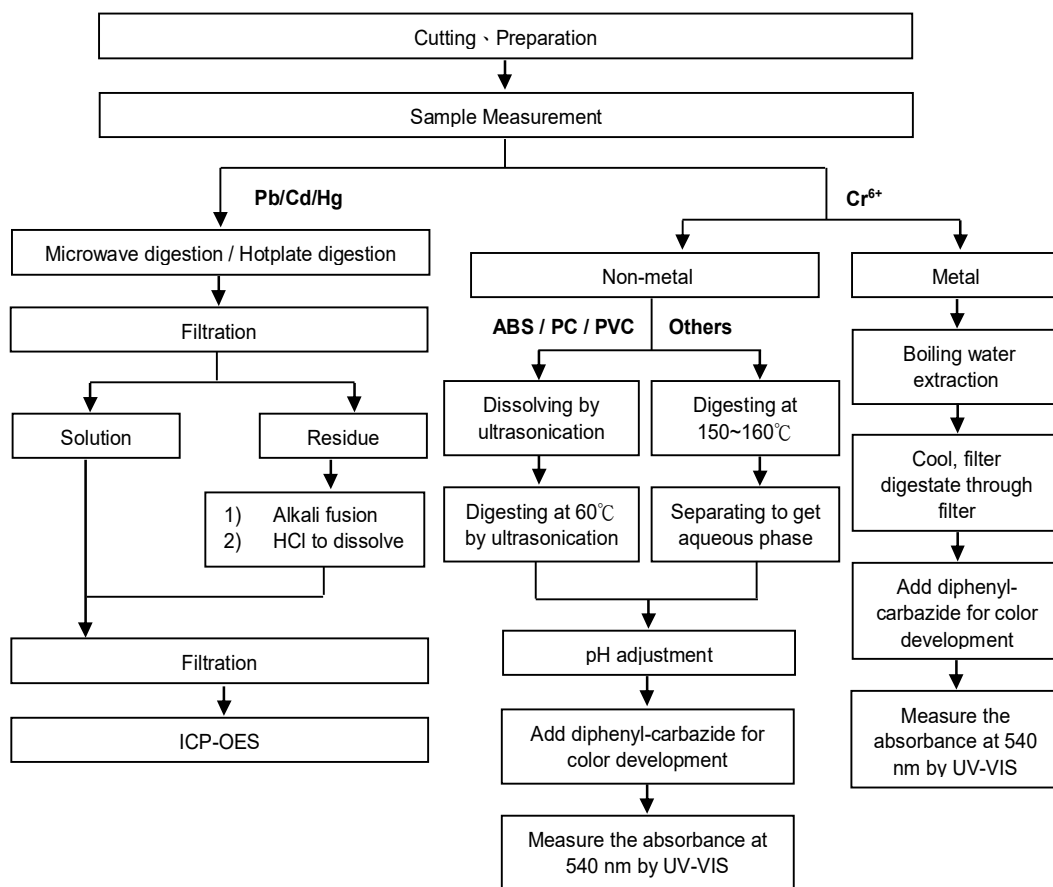 Cutting、Preparation
Sample Measurement
Pb/Cd/Hg
Cr⁶⁺
Microwave digestion / Hotplate digestion
Filtration
Solution
Residue
1) Alkali fusion
2) HCl to dissolve
Filtration
ICP-OES
Non-metal
ABS / PC / PVC
Others
Dissolving by
ultrasonication
Digesting at
150~160℃
Digesting at 60℃
by ultrasonication
Separating to get
aqueous phase
pH adjustment
Add diphenyl-carbazide for
color development
Measure the absorbance at
540 nm by UV-VIS
Metal
Boiling water
extraction
Cool, filter
digestate through
filter
Add diphenyl-
carbazide for color
development
Measure the
absorbance at 540
nm by UV-VIS